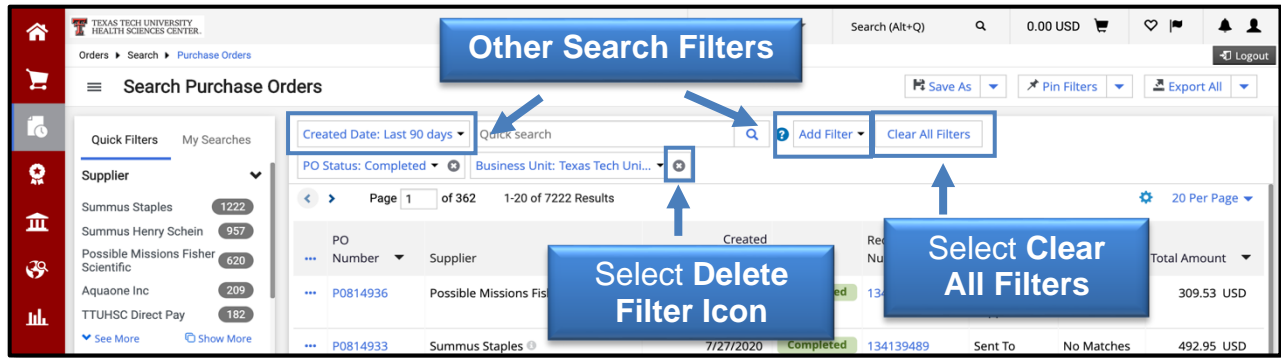 TEXAS TECH UNIVERSITY
HEALTH SCIENCES CENTER.
Search (Alt+Q)
0.00 USD
Orders Search Purchase Orders
Logout
Search Purchase Orders
Save As
Pin Filters
Export All
Other Search Filters
Quick Filters My Searches
Created Date: Last 90 days
Quick search
? Add Filter
Clear All Filters
PO Status: Completed
Business Unit: Texas Tech Uni...
Supplier
Page 1 of 362 1-20 of 7222 Results
20 Per Page
Summus Staples 1222
Summus Henry Schein 957
Possible Missions Fisher
Scientific 620
Aquaone Inc 209
TTUHSC Direct Pay 182
See More Show More
PO
Number
Supplier
Created
Total Amount
Select Delete
Filter Icon
Select Clear
All Filters
P0814936 Possible Missions 309.53 USD
P0814933 Summus Staples 7/27/2020 Completed 134139489 Sent To No Matches 492.95 USD